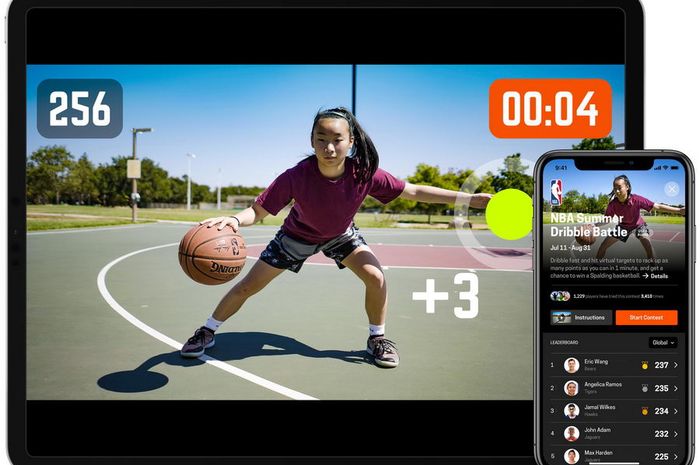 256
00:04
+3
SPALDING
9:41
NBA
NBA Summer
Dribble Battle
Jul 11 - Aug 31
Dribble fast and hit virtual targets to rack up as
many points as you can in 1 minute, and get a
chance to win a Spalding basketball. → Details
1,229 players have tried this contest 3,418 times
Instructions
Start Contest
LEADERBOARD
Global
1 Eric Wang 237
Bears
2 Angelica Ramos 235
Tigers
3 Jamal Wilkes 234
Hawks
4 John Adam 232
Jaguars
5 Max Harden 225
Jaguars